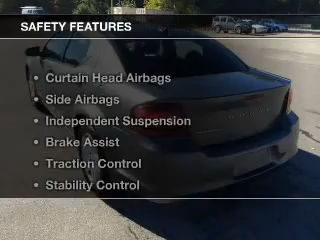 SAFETY FEATURES
• Curtain Head Airbags
• Side Airbags
• Independent Suspension
• Brake Assist
• Traction Control
• Stability Control